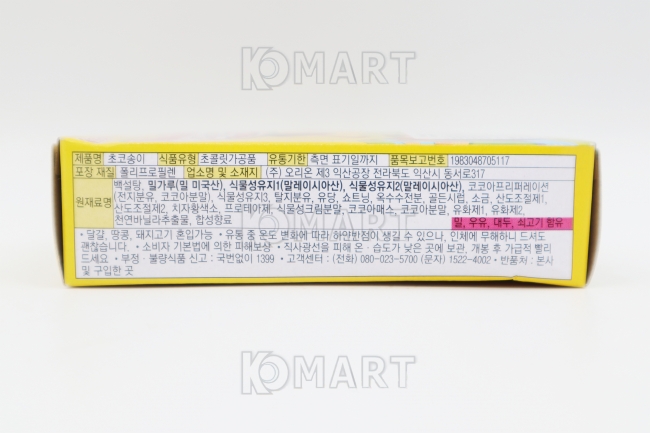 KOMART
제품명 초코송이 식품유형 초콜릿가공품 유통기한 측면 표기일까지 품목보고번호 1983048705117
포장 재질 폴리프로필렌 업소명 및 소재지 (주) 오리온 제3 익산공장 전라북도 익산시 동서로317
원재료명 백설탕, 밀가루(밀 미국산), 식물성유지1(말레이시아산), 식물성유지2(말레이시아산), 코코아프리퍼레이션
(전지분유, 코코아분말), 식물성유지3, 탈지분유, 유당, 쇼트닝, 옥수수전분, 골든시럽, 소금, 산도조절제1,
산도조절제2, 치자황색소, 프로테아제, 식물성크림분말, 코코아매스, 코코아분말, 유화제1, 유화제2,
천연바닐라추출물, 합성향료
밀, 우유, 대두, 쇠고기 함유
• 달걀, 땅콩, 돼지고기 혼입가능 • 유통 중 온도 변화에 따라 하얀반점이 생길 수 있으나, 인체에 무해하니 드셔도
괜찮습니다. • 소비자 기본법에 의한 피해보상 • 직사광선을 피해 온·습도가 낮은 곳에 보관, 개봉 후 가급적 빨리
드세요 • 부정·불량식품 신고 : 국번없이 1399 • 고객센터 : (전화) 080-023-5700 (문자) 1522-4002 • 반품처 : 본사
및 구입한 곳
KOMART
KOMART